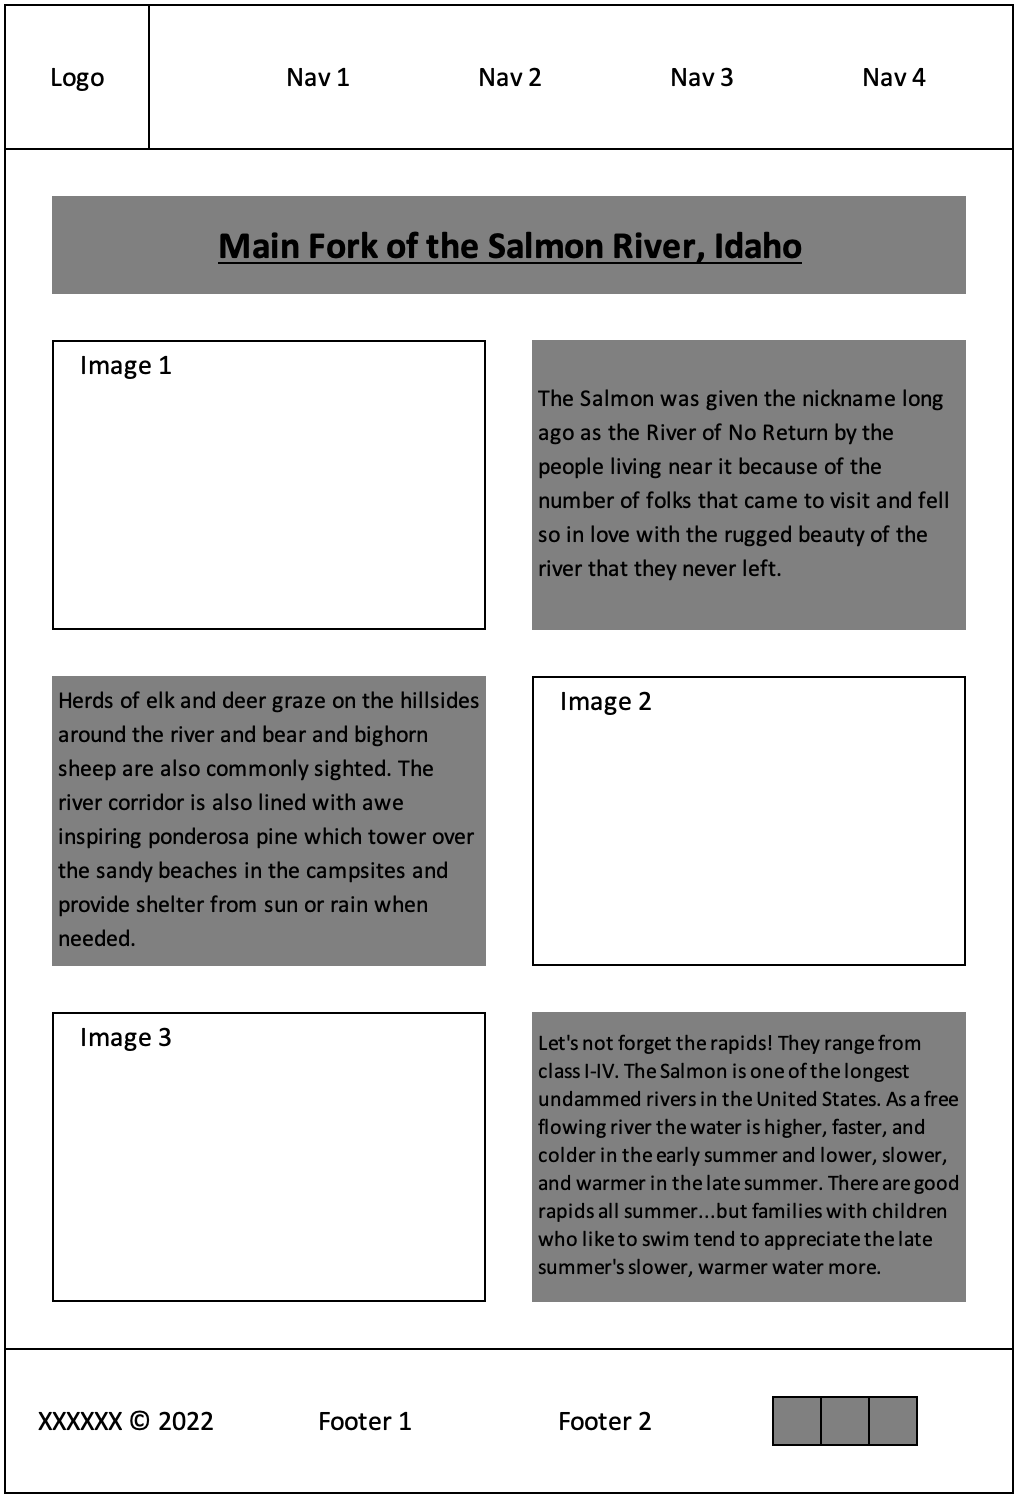 Logo
Nav 1
Nav 2
Nav 3
Nav 4
Main Fork of the Salmon River, Idaho
Image 1
The Salmon was given the nickname long
ago as the River of No Return by the
people living near it because of the
number of folks that came to visit and fell
so in love with the rugged beauty of the
river that they never left.
Herds of elk and deer graze on the hillsides
around the river and bear and bighorn
sheep are also commonly sighted. The
river corridor is also lined with awe
inspiring ponderosa pine which tower over
the sandy beaches in the campsites and
provide shelter from sun or rain when
needed.
Image 2
Image 3
Let's not forget the rapids! They range from
class I-IV. The Salmon is one of the longest
undammed rivers in the United States. As a free
flowing river the water is higher, faster, and
colder in the early summer and lower, slower,
and warmer in the late summer. There are good
rapids all summer...but families with children
who like to swim tend to appreciate the late
summer's slower, warmer water more.
XXXXXX © 2022
Footer 1
Footer 2